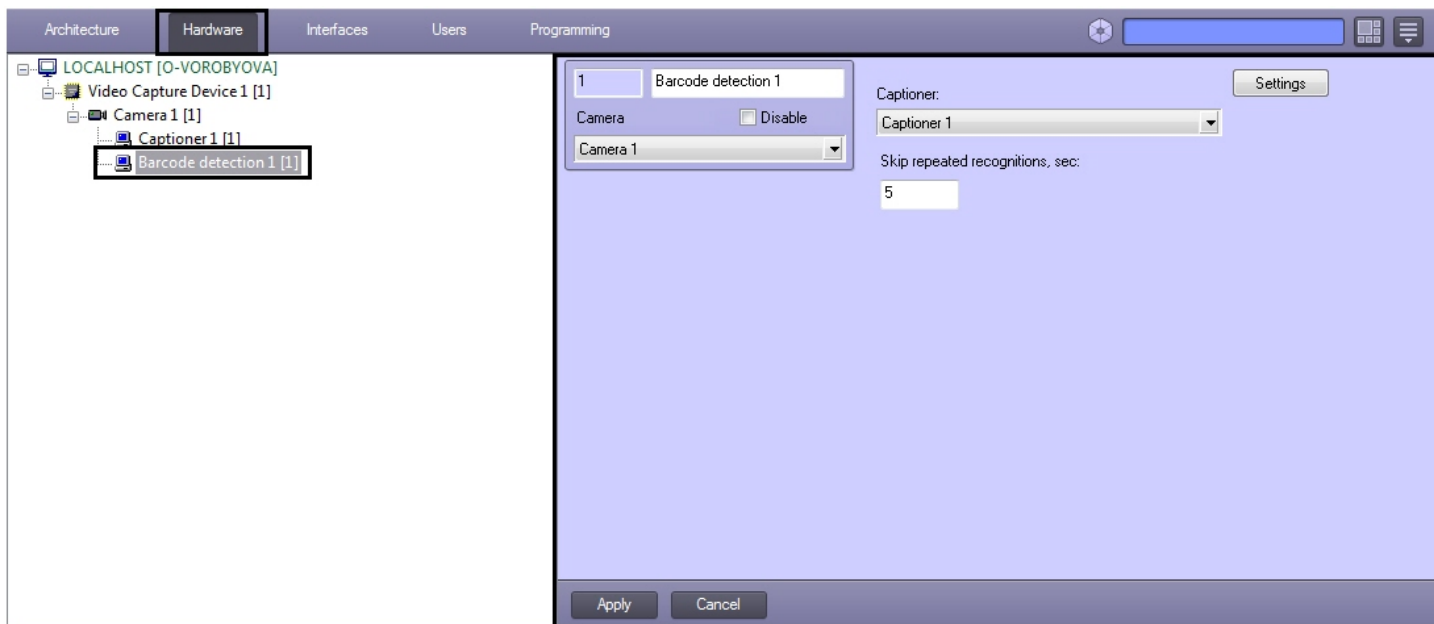 Architecture Hardware Interfaces Users Programming
LOCALHOST [O-VOROBYOVA]
Video Capture Device 1 [1]
Camera 1 [1]
Captioner 1 [1]
Barcode detection 1 [1]
1 Barcode detection 1
Camera Disable
Camera 1
Captioner:
Captioner 1
Settings
Skip repeated recognitions, sec:
5
Apply Cancel